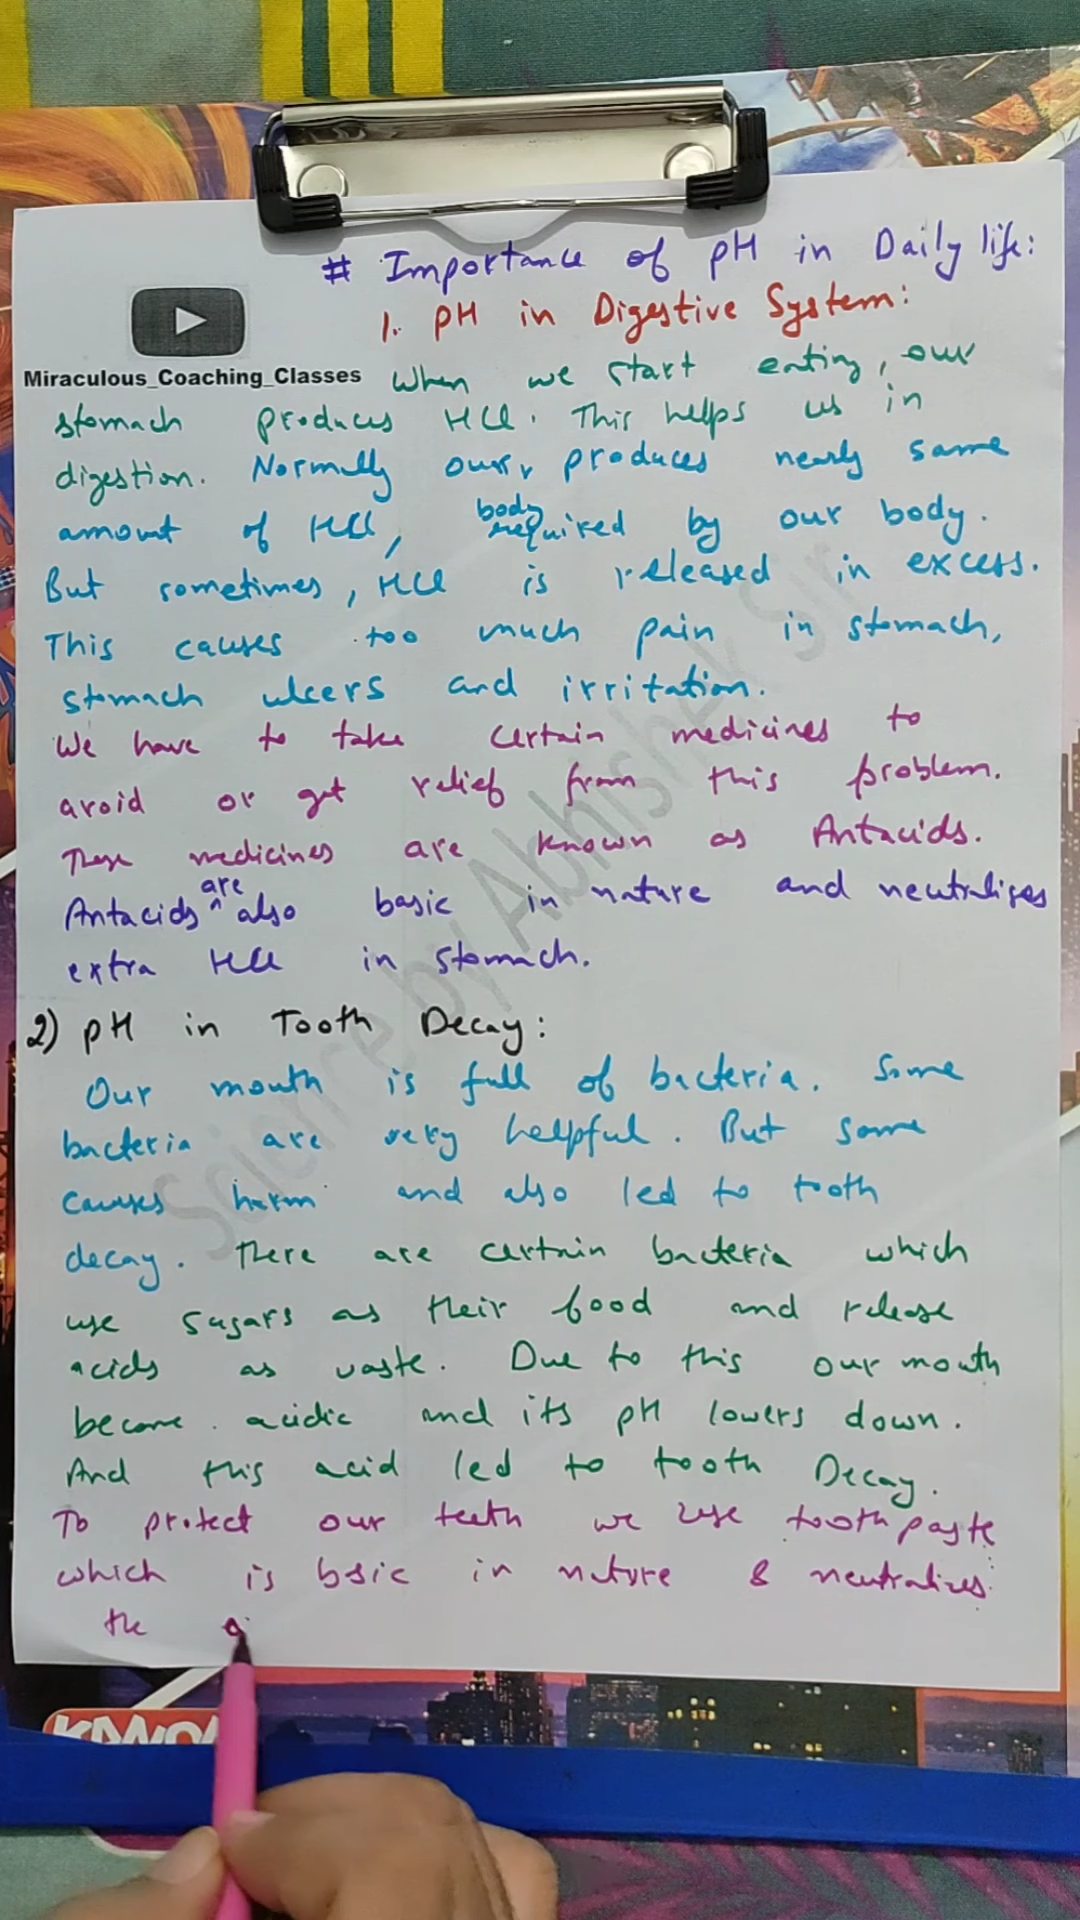 # Importance of pH in Daily life:
1. pH in Digestive System:
Miraculous_Coaching_Classes
When we start eating, our
stomach produces HCl. This helps us in
digestion. Normally our body produces nearly same
amount of HCl, required by our body.
But sometimes, HCl is released in excess.
This causes too much pain in stomach,
stomach ulcers and irritation.
We have to take certain medicines to
avoid or get relief from this problem.
These medicines are known as Antacids.
Antacids are also basic in nature and neutralises
extra HCl in stomach.
2) pH in Tooth Decay:
Our mouth is full of bacteria. Some
bacteria are very helpful. But some
causes harm and also led to tooth
decay. There are certain bacteria which
use sugars as their food and release
acids as waste. Due to this our mouth
become acidic and its pH lowers down.
And this acid led to tooth Decay.
To protect our teeth we use toothpaste
which is bsic in nature & neutralizes
the
Science by Abhishek Sir